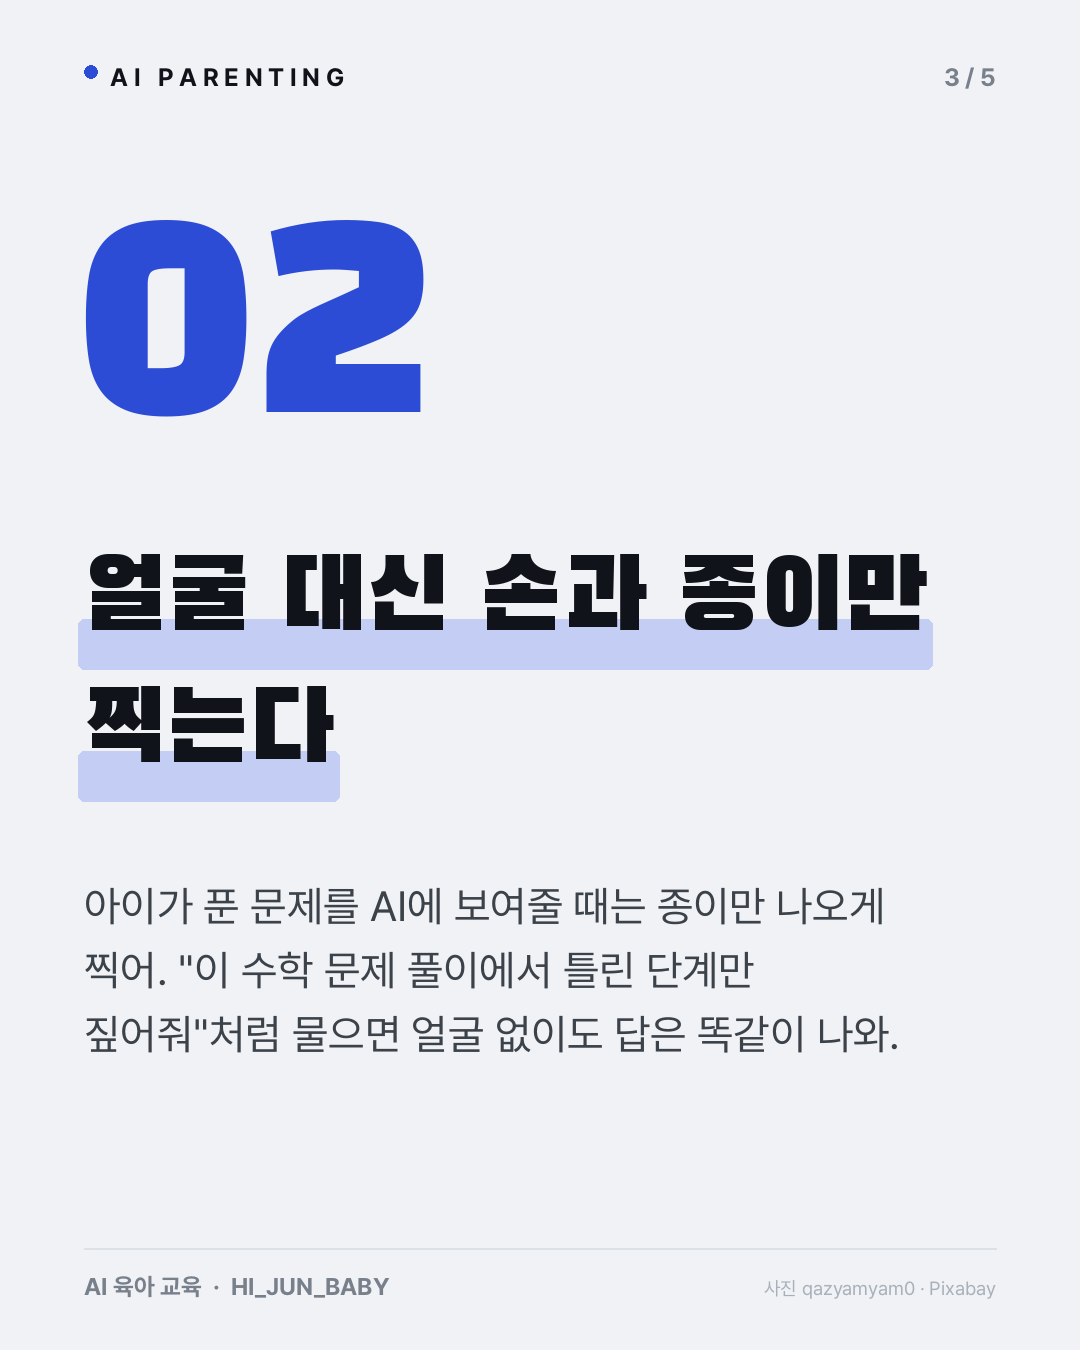 AI PARENTING
3 / 5
02
얼굴 대신 손과 종이만
찍는다
아이가 푼 문제를 AI에 보여줄 때는 종이만 나오게
찍어. "이 수학 문제 풀이에서 틀린 단계만
짚어줘"처럼 물으면 얼굴 없이도 답은 똑같이 나와.
AI 육아 교육 · HI_JUN_BABY
사진 qazyamyam0 · Pixabay